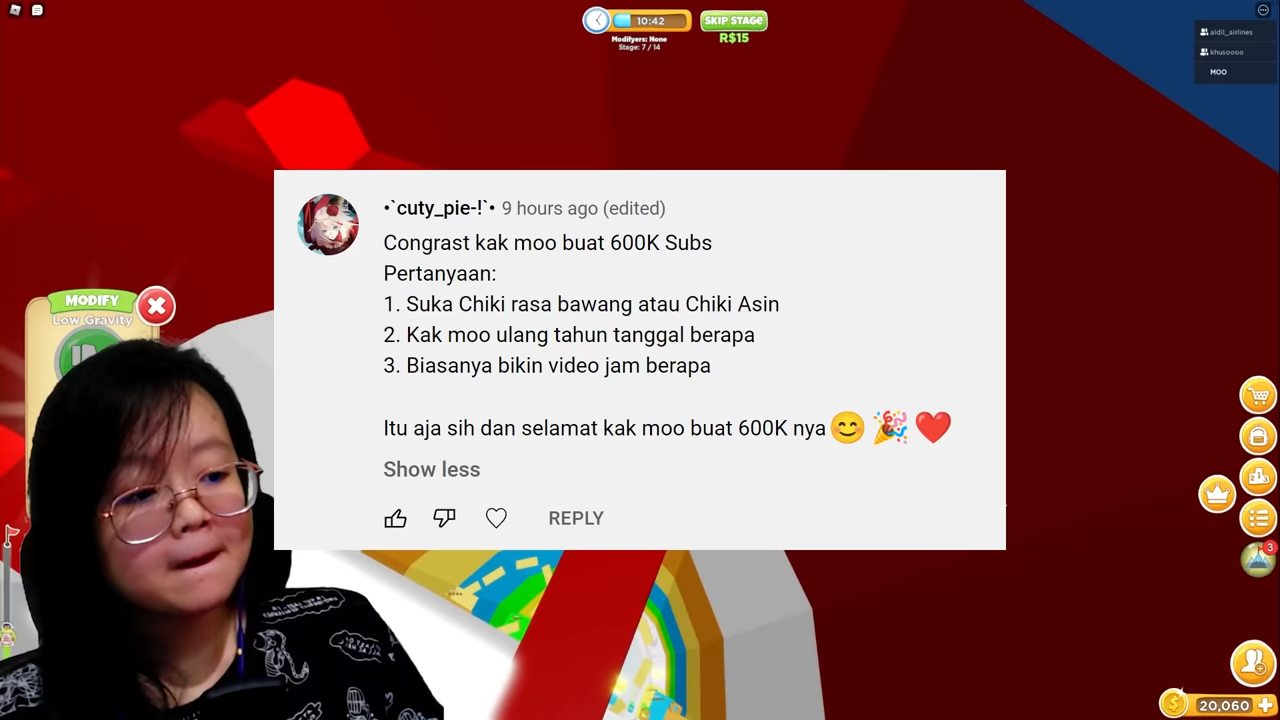 10:42
SKIP STAGE
Modifyers: None
R$15
Stage: 7 / 14
aidil_airlines
khusoooo
MOO
•`cuty_pie-!`• 9 hours ago (edited)
Congrast kak moo buat 600K Subs
Pertanyaan:
1. Suka Chiki rasa bawang atau Chiki Asin
2. Kak moo ulang tahun tanggal berapa
3. Biasanya bikin video jam berapa
Itu aja sih dan selamat kak moo buat 600K nya😊🎉❤️
Show less
REPLY
MODIFY
Low Gravity
3
20,060